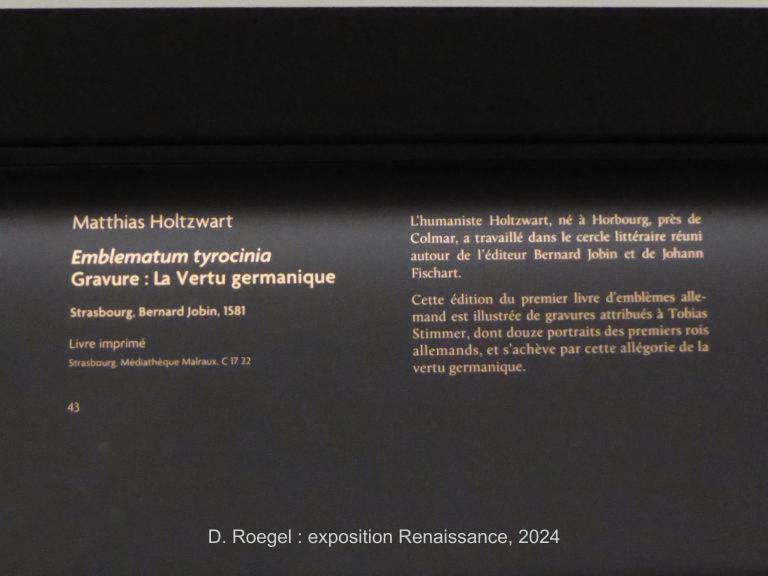 Matthias Holtzwart
Emblematum tyrocinia
Gravure : La Vertu germanique
Strasbourg, Bernard Jobin, 1581
Livre imprimé
Strasbourg, Médiathèque Malraux, C 17 22
43
L'humaniste Holtzwart, né à Horbourg, près de
Colmar, a travaillé dans le cercle littéraire réuni
autour de l'éditeur Bernard Jobin et de Johann
Fischart.
Cette édition du premier livre d'emblèmes alle-
mand est illustrée de gravures attribués à Tobias
Stimmer, dont douze portraits des premiers rois
allemands, et s'achève par cette allégorie de la
vertu germanique.
D. Roegel : exposition Renaissance, 2024